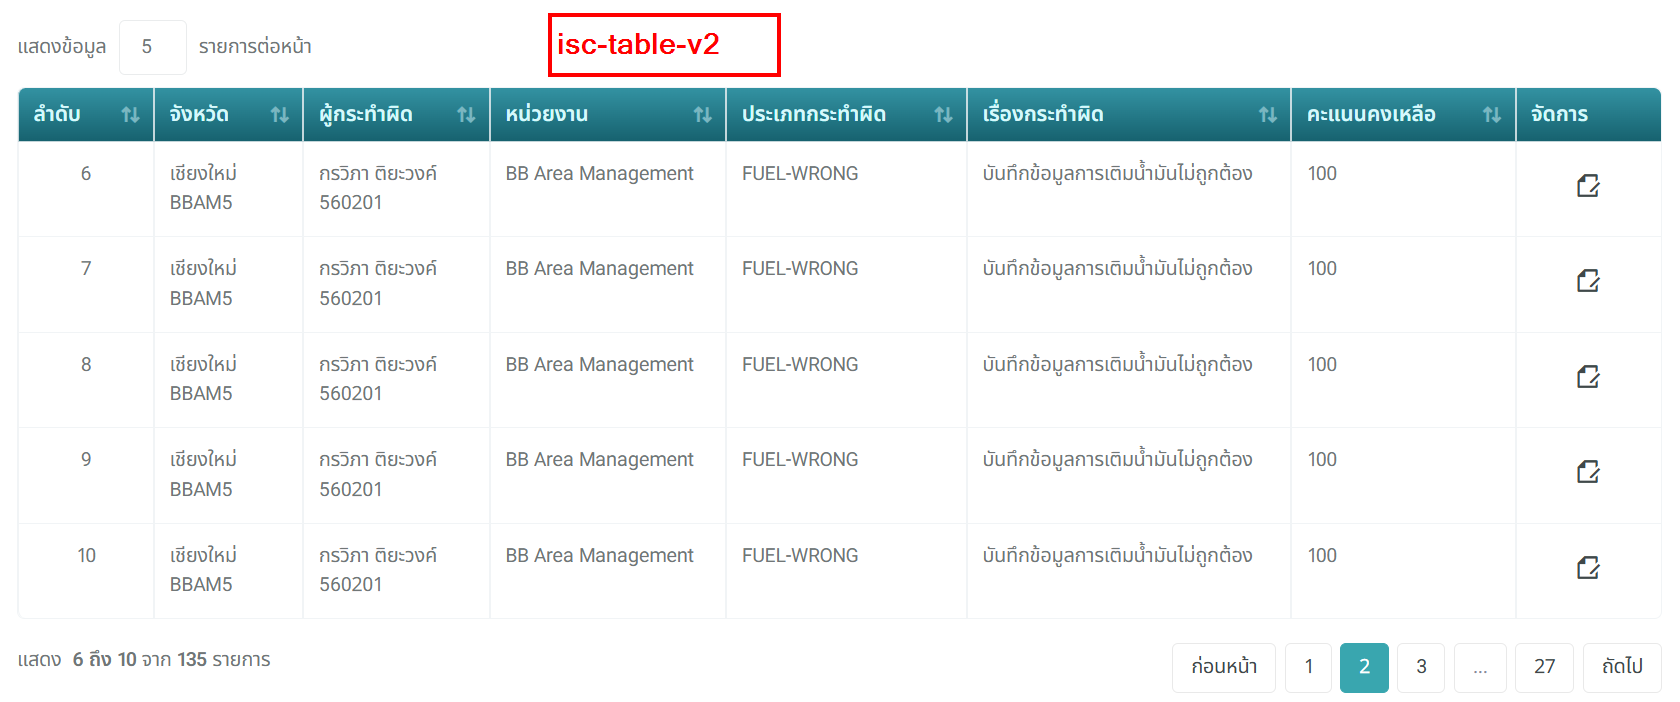 แสดงข้อมูล 5 รายการต่อหน้า
isc-table-v2
ลำดับ จังหวัด ผู้กระทำผิด หน่วยงาน ประเภทกระทำผิด เรื่องกระทำผิด คะแนนคงเหลือ จัดการ
6 เชียงใหม่ กรวิภา ติยะวงค์ BB Area Management FUEL-WRONG บันทึกข้อมูลการเติมน้ำมันไม่ถูกต้อง 100
BBAM5 560201
7 เชียงใหม่ กรวิภา ติยะวงค์ BB Area Management FUEL-WRONG บันทึกข้อมูลการเติมน้ำมันไม่ถูกต้อง 100
BBAM5 560201
8 เชียงใหม่ กรวิภา ติยะวงค์ BB Area Management FUEL-WRONG บันทึกข้อมูลการเติมน้ำมันไม่ถูกต้อง 100
BBAM5 560201
9 เชียงใหม่ กรวิภา ติยะวงค์ BB Area Management FUEL-WRONG บันทึกข้อมูลการเติมน้ำมันไม่ถูกต้อง 100
BBAM5 560201
10 เชียงใหม่ กรวิภา ติยะวงค์ BB Area Management FUEL-WRONG บันทึกข้อมูลการเติมน้ำมันไม่ถูกต้อง 100
BBAM5 560201
แสดง 6 ถึง 10 จาก 135 รายการ
ก่อนหน้า 1 2 3 ... 27 ถัดไป